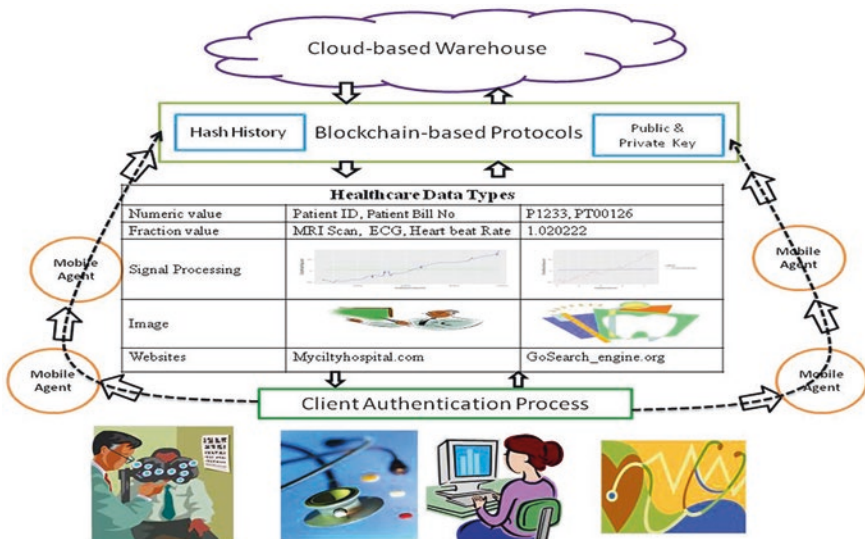 Cloud-based Warehouse
Hash History
Blockchain-based Protocols
Public &
Private Key
Healthcare Data Types
Numeric value
Patient ID, Patient Bill No
P1233, PT00126
Fraction value
MRI Scan, ECG, Heart beat Rate
1.020222
Signal Processing
Image
Websites
Myciltyhospital.com
GoSearch_engine.org
Mobile
Agent
Mobile
Agent
Mobile
Agent
Mobile
Agent
Client Authentication Process